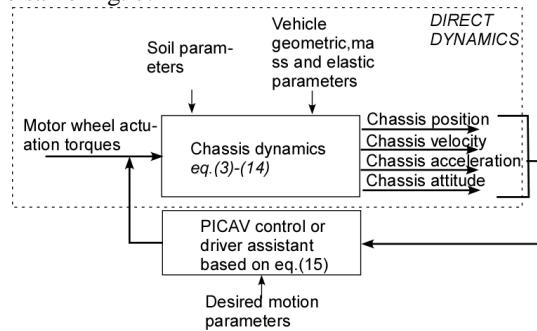 DIRECT
DYNAMICS
Vehicle
geometric,ma
ss and elastic
parameters
Soil param-
eters
Motor wheel actu-
ation torques
Chassis dynamics
eq.(3)-(14)
Chassis position
Chassis velocity
Chassis acceleration
Chassis attitude
PICAV control or
driver assistant
based on eq.(15)
Desired motion
parameters